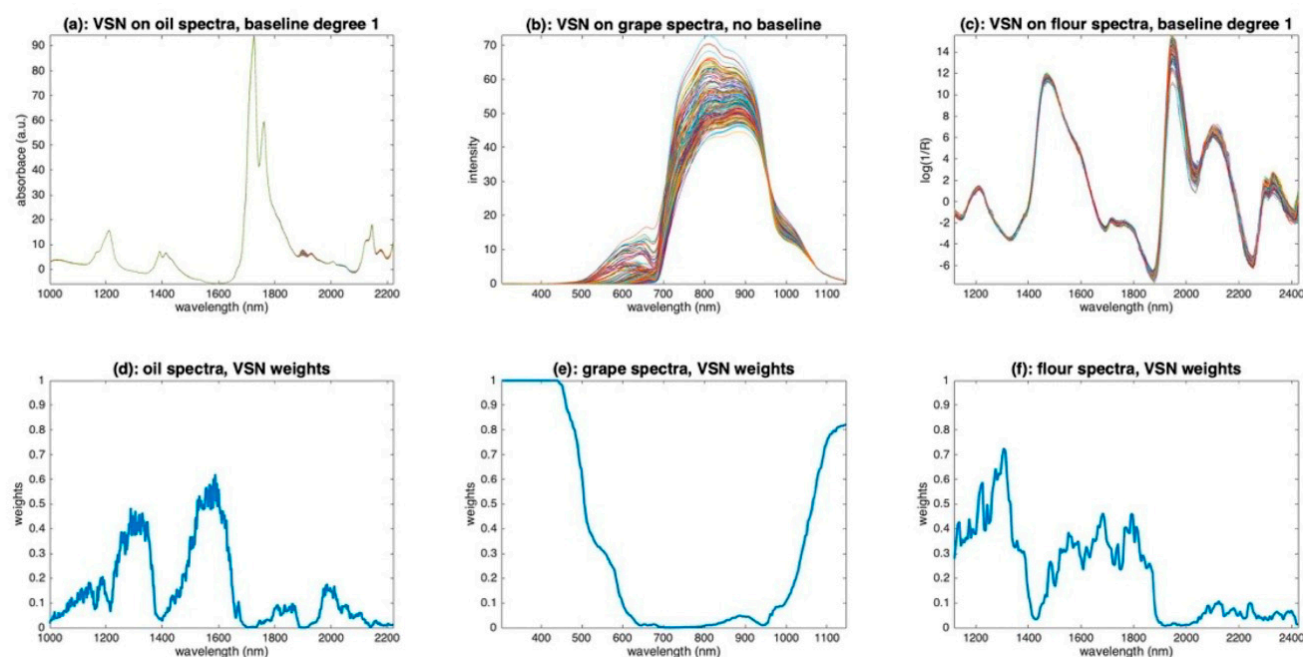 (a): VSN on oil spectra, baseline degree 1
90
80
70
60
50
40
30
20
10
0
absorbace (a.u.)
1000 1200 1400 1600 1800 2000 2200
wavelength (nm)
(b): VSN on grape spectra, no baseline
70
60
50
40
30
20
10
0
intensity
400 500 600 700 800 900 1000 1100
wavelength (nm)
(c): VSN on flour spectra, baseline degree 1
14
12
10
8
6
4
2
0
-2
-4
-6
log(1/R)
1200 1400 1600 1800 2000 2200 2400
wavelength (nm)
(d): oil spectra, VSN weights
1
0.9
0.8
0.7
0.6
0.5
0.4
0.3
0.2
0.1
0
weights
1000 1200 1400 1600 1800 2000 2200
wavelength (nm)
(e): grape spectra, VSN weights
1
0.9
0.8
0.7
0.6
0.5
0.4
0.3
0.2
0.1
0
weights
400 500 600 700 800 900 1000 1100
wavelength (nm)
(f): flour spectra, VSN weights
1
0.9
0.8
0.7
0.6
0.5
0.4
0.3
0.2
0.1
0
weights
1200 1400 1600 1800 2000 2200 2400
wavelength (nm)